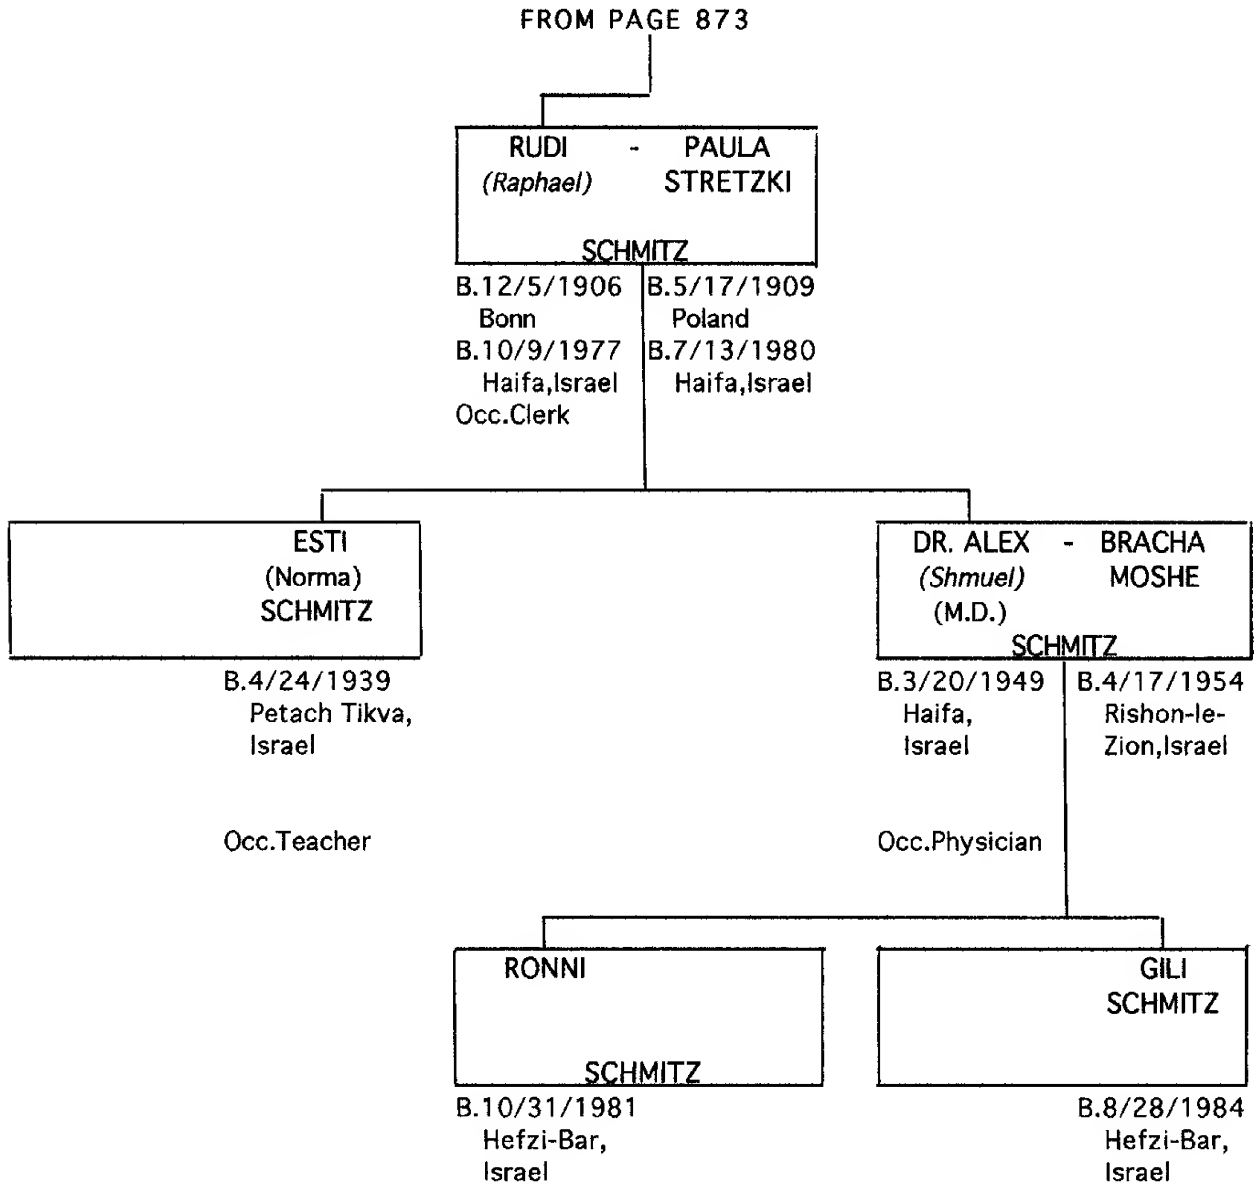 FROM PAGE 873
RUDI - PAULA
(Raphael) STRETZKI
SCHMITZ
B.12/5/1906 B.5/17/1909
Bonn Poland
B.10/9/1977 B.7/13/1980
Haifa,Israel Haifa,Israel
Occ.Clerk
ESTI
(Norma)
SCHMITZ
B.4/24/1939
Petach Tikva,
Israel
Occ.Teacher
DR. ALEX - BRACHA
(Shmuel) MOSHE
(M.D.)
SCHMITZ
B.3/20/1949 B.4/17/1954
Haifa, Rishon-le-
Israel Zion,Israel
Occ.Physician
RONNI
SCHMITZ
B.10/31/1981
Hefzi-Bar,
Israel
GILI
SCHMITZ
B.8/28/1984
Hefzi-Bar,
Israel